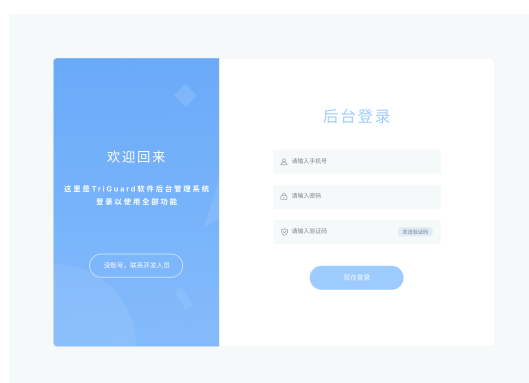 欢迎回来
这里是TriGuard软件后台管理系统
登录以使用全部功能
没账号，联系开发人员
后台登录
请输入手机号
请输入密码
请输入验证码
发送验证码
现在登录